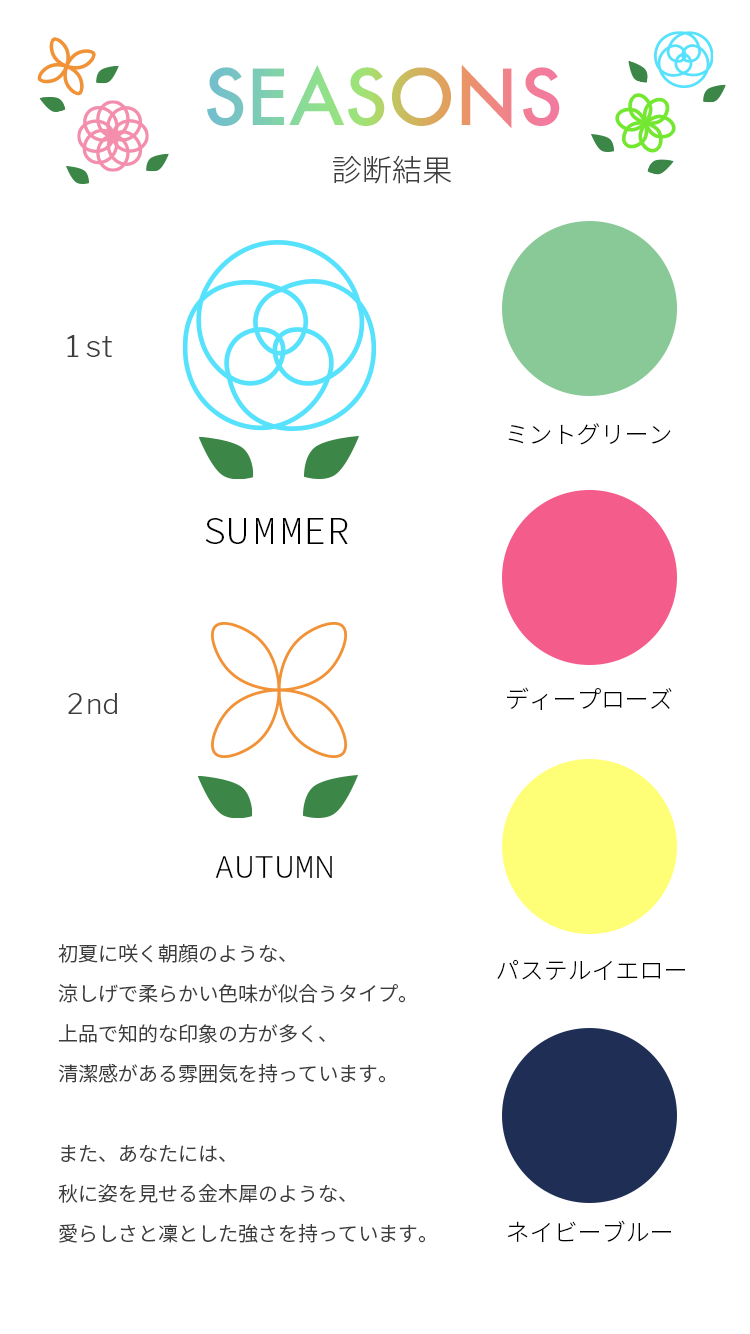 SEASONS
診断結果
1st
SUMMER
2nd
AUTUMN
初夏に咲く朝顔のような、
涼しげで柔らかい色味が似合うタイプ。
上品で知的な印象の方が多く、
清潔感がある雰囲気を持っています。
また、あなたには、
秋に姿を見せる金木犀のような、
愛らしさと凛とした強さを持っています。
ミントグリーン
ディープローズ
パステルイエロー
ネイビーブルー